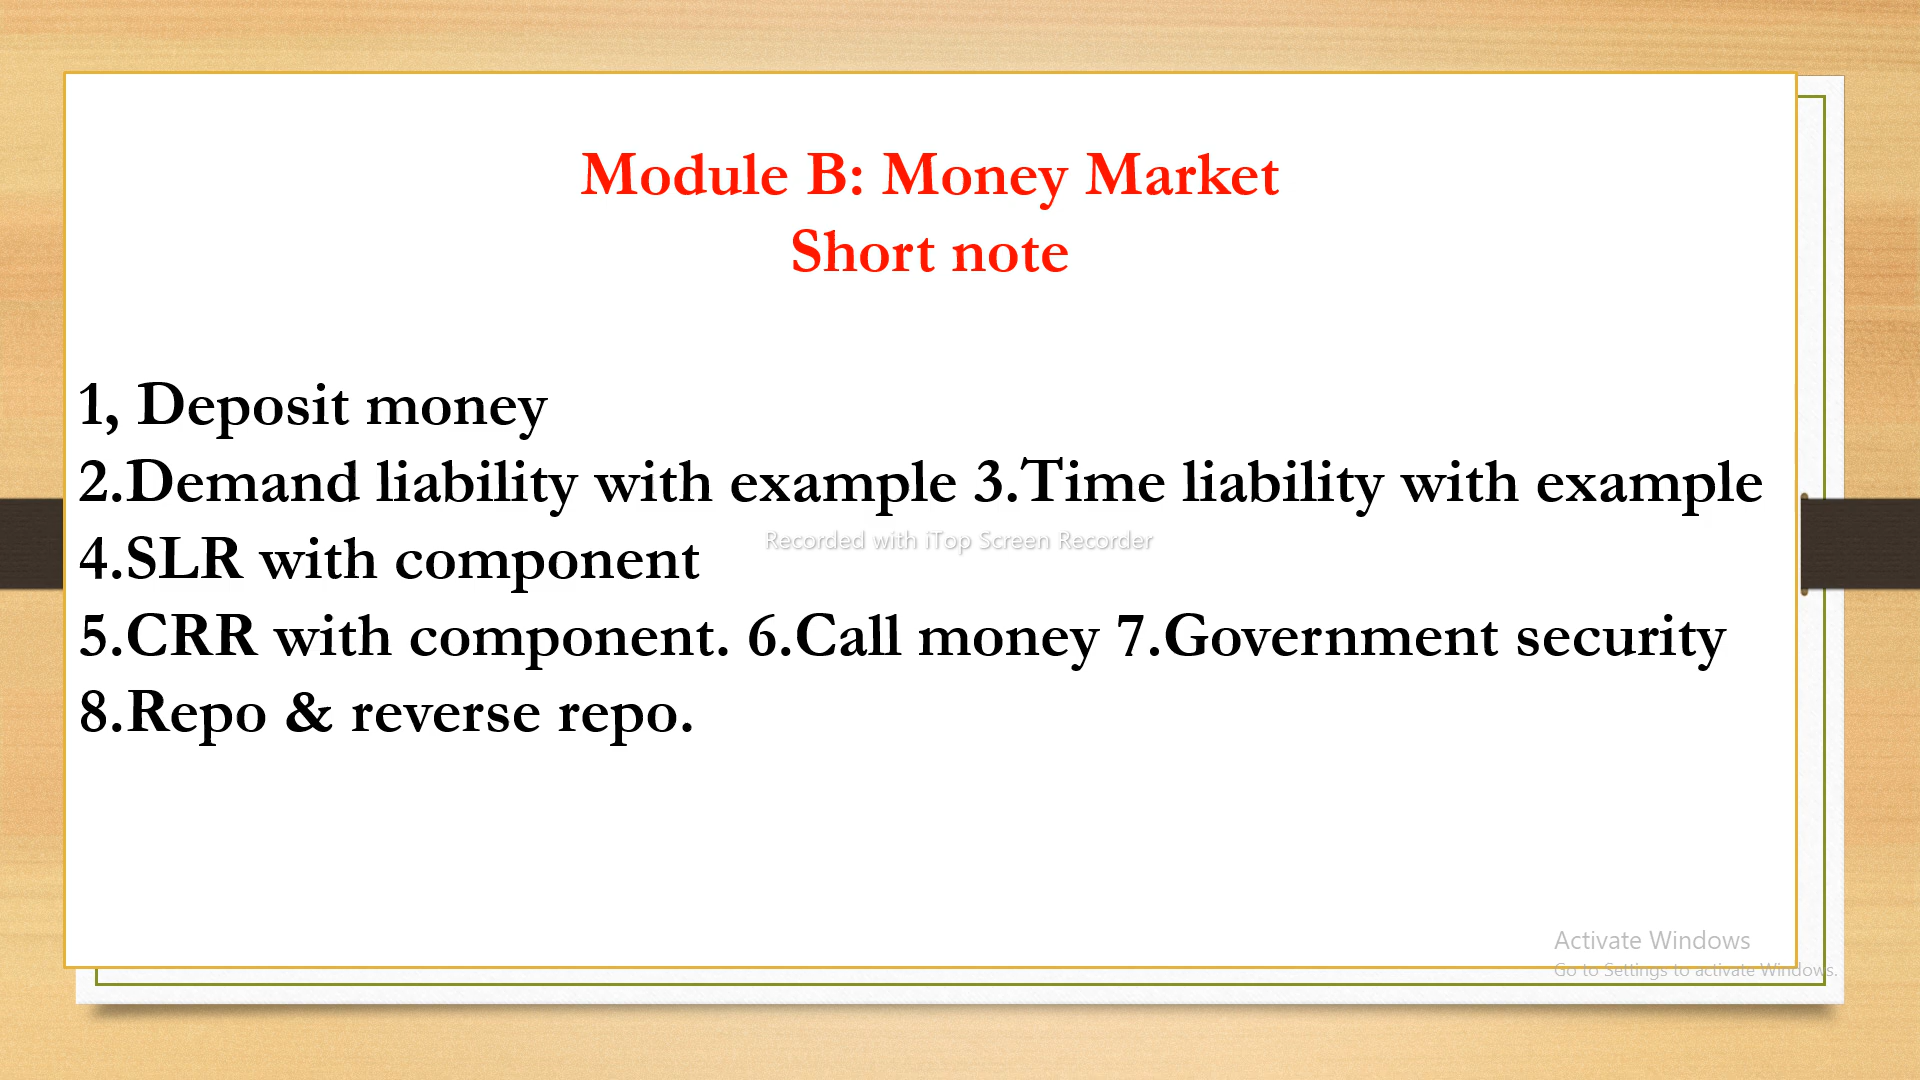 Module B: Money Market
Short note
1, Deposit money
2.Demand liability with example 3.Time liability with example
Recorded with iTop Screen Recorder
4.SLR with component
5.CRR with component. 6.Call money 7.Government security
8.Repo & reverse repo.
Activate Windows
Go to Settings to activate Windows.